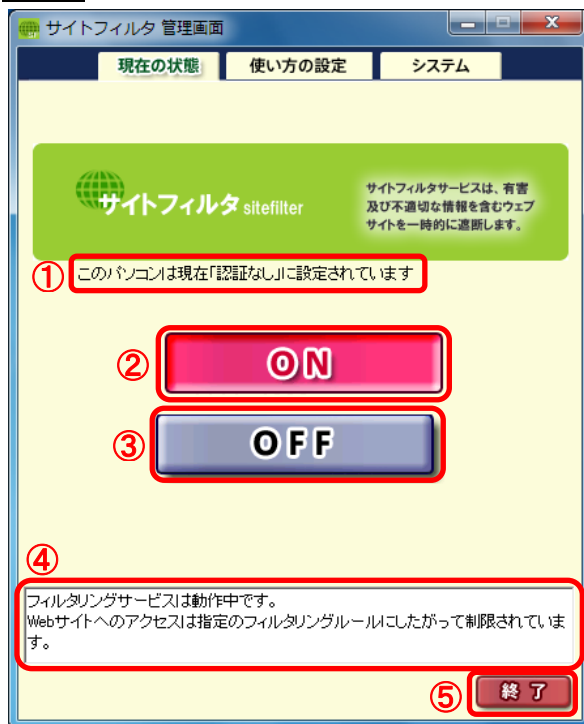 サイトフィルタ 管理画面
現在の状態 使い方の設定 システム
サイトフィルタ sitefilter
サイトフィルタサービスは、有害
及び不適切な情報を含むウェブ
サイトを一時的に遮断します。
① このパソコンは現在「認証なし」に設定されています
② ON
③ OFF
④
フィルタリングサービスは動作中です。
Webサイトへのアクセスは指定のフィルタリングルールにしたがって制限されていま
す。
⑤ 終了